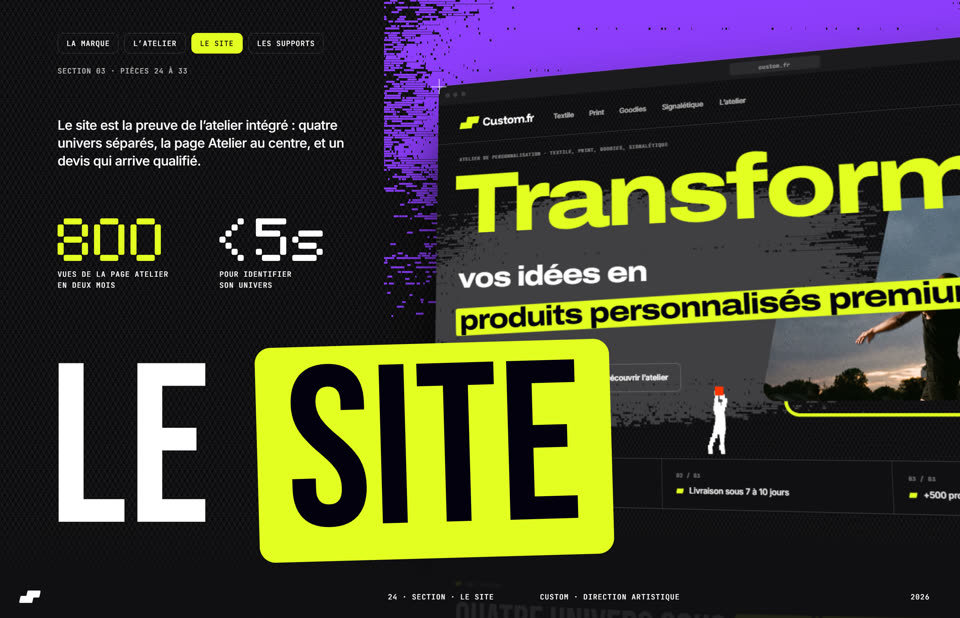 LA MARQUE
L'ATELIER
LE SITE
LES SUPPORTS
SECTION 03 · PIÈCES 24 À 33
Le site est la preuve de l'atelier intégré : quatre
univers séparés, la page Atelier au centre, et un
devis qui arrive qualifié.
800
VUES DE LA PAGE ATELIER
EN DEUX MOIS
<5s
POUR IDENTIFIER
SON UNIVERS
LE SITE
custom.fr
Custom.fr
Textile
Print
Goodies
Signalétique
L'atelier
ATELIER DE PERSONNALISATION · TEXTILE, PRINT, GOODIES, SIGNALÉTIQUE
Transform
vos idées en
produits personnalisés premium
écouvrir l'atelier
02 / 03
Livraison sous 7 à 10 jours
03 / 03
+500 pro
QUATRE UNIVERS SOUS
24 · SECTION · LE SITE
CUSTOM · DIRECTION ARTISTIQUE
2026